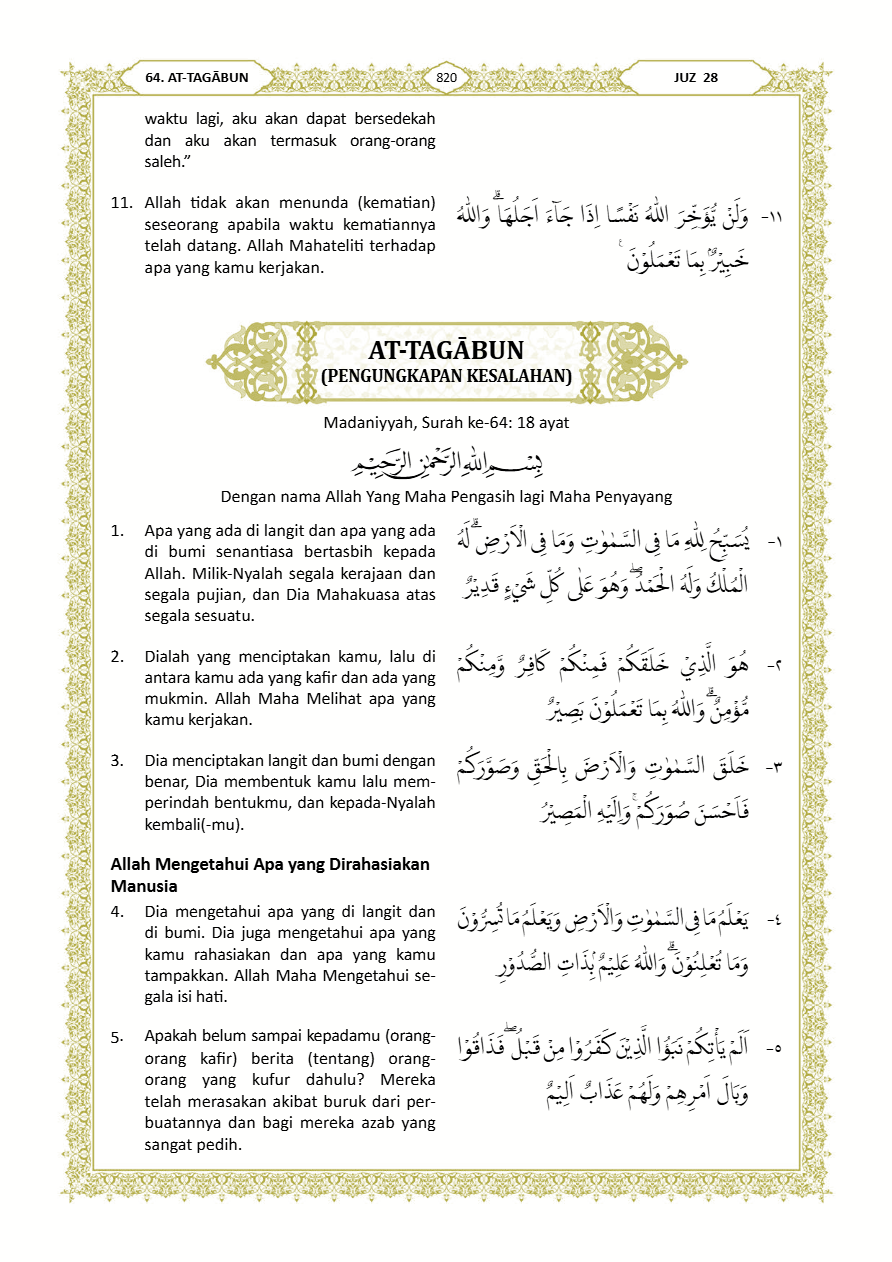 64. AT-TAGĀBUN
820
JUZ 28
waktu lagi, aku akan dapat bersedekah
dan aku akan termasuk orang-orang
saleh.”
11. Allah tidak akan menunda (kematian)
seseorang apabila waktu kematiannya
telah datang. Allah Mahateliti terhadap
apa yang kamu kerjakan.
١١- وَلَنْ يُّؤَخِّرَ اللّٰهُ نَفْسًا اِذَا جَاۤءَ اَجَلُهَاۗ وَاللّٰهُ
خَبِيْرٌۢ بِمَا تَعْمَلُوْنَ ࣖ
AT-TAGĀBUN
(PENGUNGKAPAN KESALAHAN)
Madaniyyah, Surah ke-64: 18 ayat
بِسْمِ اللّٰهِ الرَّحْمٰنِ الرَّحِيْمِ
Dengan nama Allah Yang Maha Pengasih lagi Maha Penyayang
1. Apa yang ada di langit dan apa yang ada
di bumi senantiasa bertasbih kepada
Allah. Milik-Nyalah segala kerajaan dan
segala pujian, dan Dia Mahakuasa atas
segala sesuatu.
١- يُسَبِّحُ لِلّٰهِ مَا فِى السَّمٰوٰتِ وَمَا فِى الْاَرْضِۗ لَهُ
الْمُلْكُ وَلَهُ الْحَمْدُۖ وَهُوَ عَلٰى كُلِّ شَيْءٍ قَدِيْرٌ
2. Dialah yang menciptakan kamu, lalu di
antara kamu ada yang kafir dan ada yang
mukmin. Allah Maha Melihat apa yang
kamu kerjakan.
٢- هُوَ الَّذِيْ خَلَقَكُمْ فَمِنْكُمْ كَافِرٌ وَّمِنْكُمْ
مُّؤْمِنٌۗ وَاللّٰهُ بِمَا تَعْمَلُوْنَ بَصِيْرٌ
3. Dia menciptakan langit dan bumi dengan
benar, Dia membentuk kamu lalu mem-
perindah bentukmu, dan kepada-Nyalah
kembali(-mu).
٣- خَلَقَ السَّمٰوٰتِ وَالْاَرْضَ بِالْحَقِّ وَصَوَّرَكُمْ
فَاَحْسَنَ صُوَرَكُمْۚ وَاِلَيْهِ الْمَصِيْرُ
Allah Mengetahui Apa yang Dirahasiakan
Manusia
4. Dia mengetahui apa yang di langit dan
di bumi. Dia juga mengetahui apa yang
kamu rahasiakan dan apa yang kamu
tampakkan. Allah Maha Mengetahui se-
gala isi hati.
٤- يَعْلَمُ مَا فِى السَّمٰوٰتِ وَالْاَرْضِ وَيَعْلَمُ مَا تُسِرُّوْنَ
وَمَا تُعْلِنُوْنَۗ وَاللّٰهُ عَلِيْمٌۢ بِذَاتِ الصُّدُوْرِ
5. Apakah belum sampai kepadamu (orang-
orang kafir) berita (tentang) orang-
orang yang kufur dahulu? Mereka
telah merasakan akibat buruk dari per-
buatannya dan bagi mereka azab yang
sangat pedih.
٥- اَلَمْ يَأْتِكُمْ نَبَؤُا الَّذِيْنَ كَفَرُوْا مِنْ قَبْلُۖ فَذَاقُوْا
وَبَالَ اَمْرِهِمْ وَلَهُمْ عَذَابٌ اَلِيْمٌ